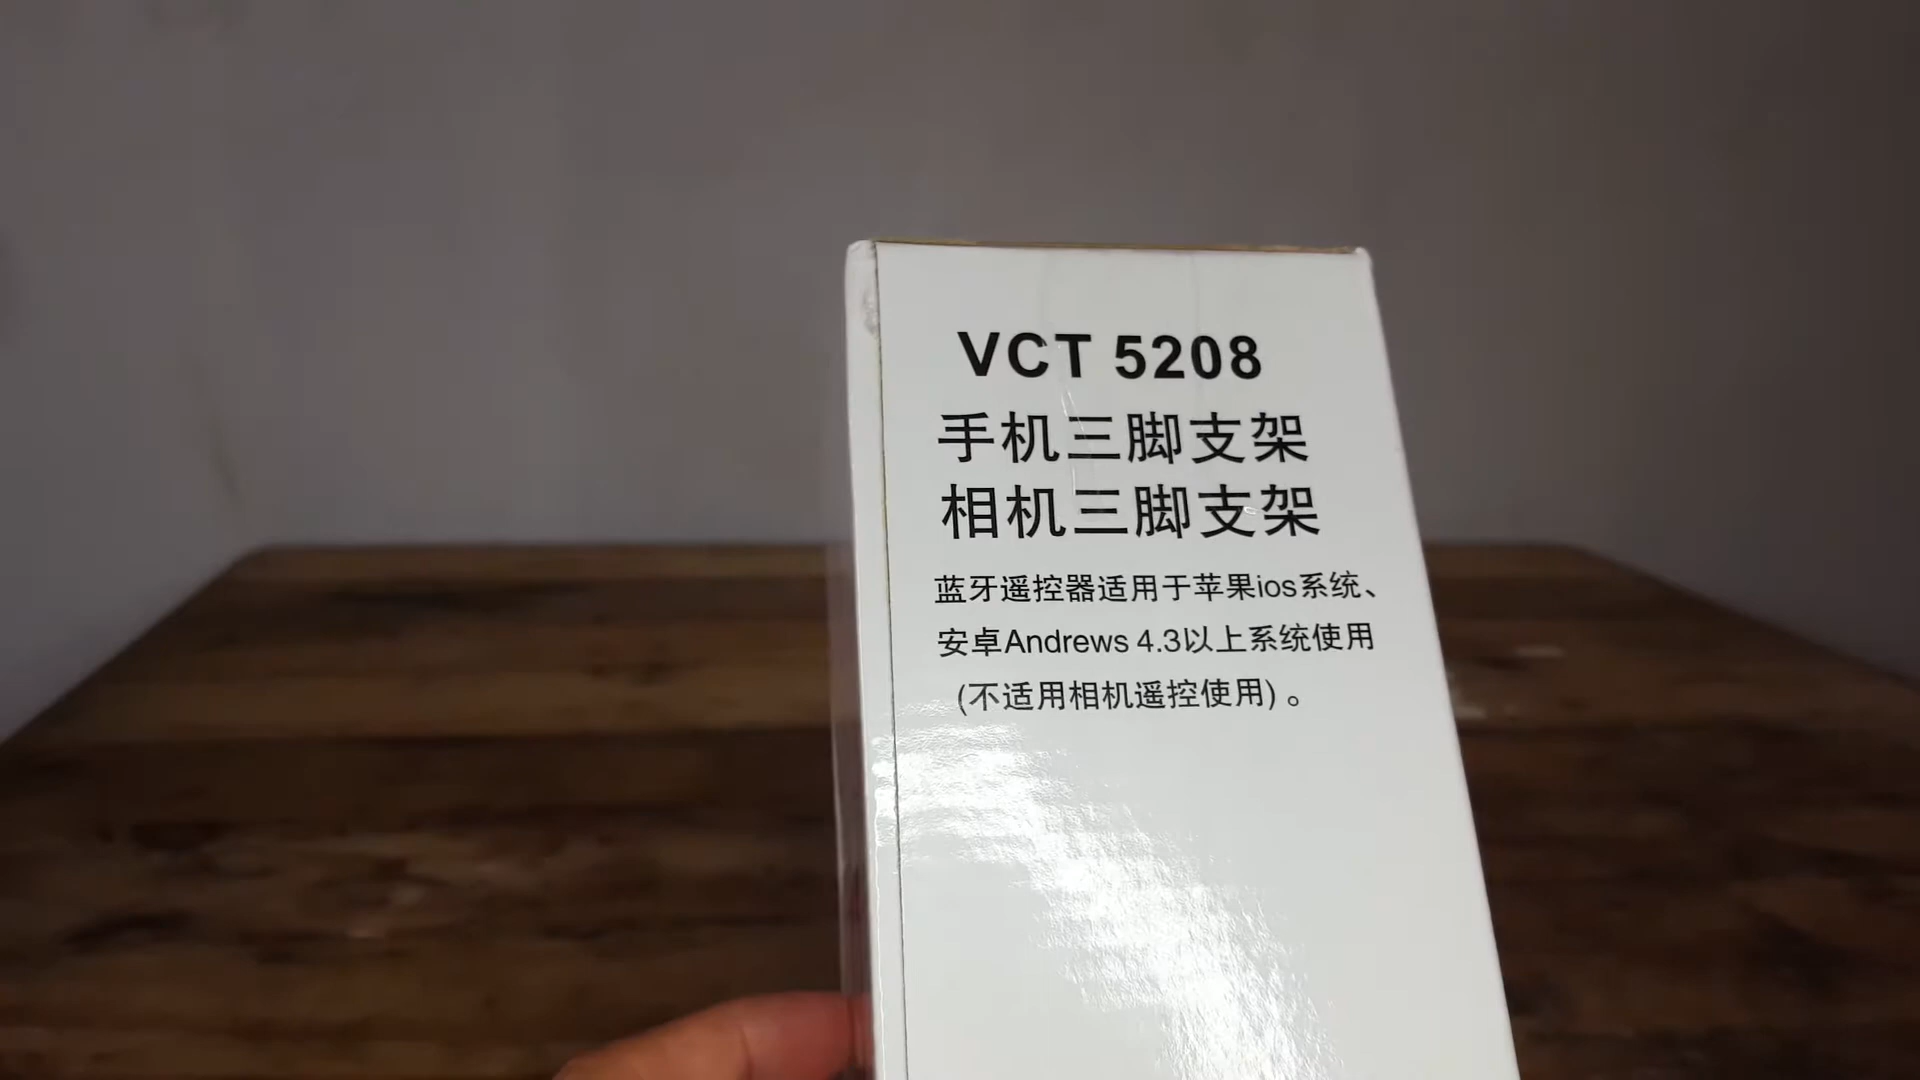 VCT 5208
手机三脚支架
相机三脚支架
蓝牙遥控器适用于苹果ios系统、
安卓Andrews 4.3以上系统使用
(不适用相机遥控使用)。